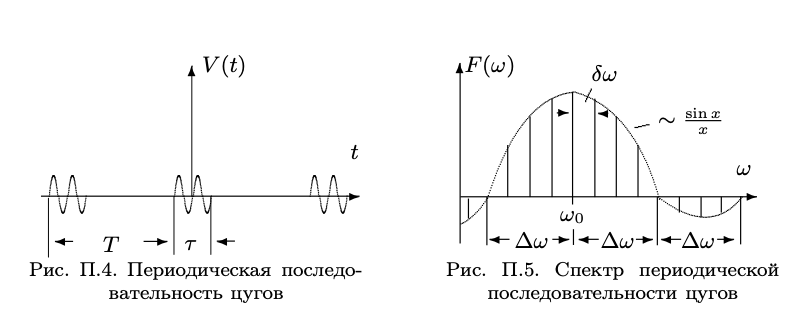 V(t)
t
T
τ
Рис. П.4. Периодическая последо-
вательность цугов
F(ω)
δω
~ sin x / x
ω
ω₀
Δω Δω Δω
Рис. П.5. Спектр периодической
последовательности цугов